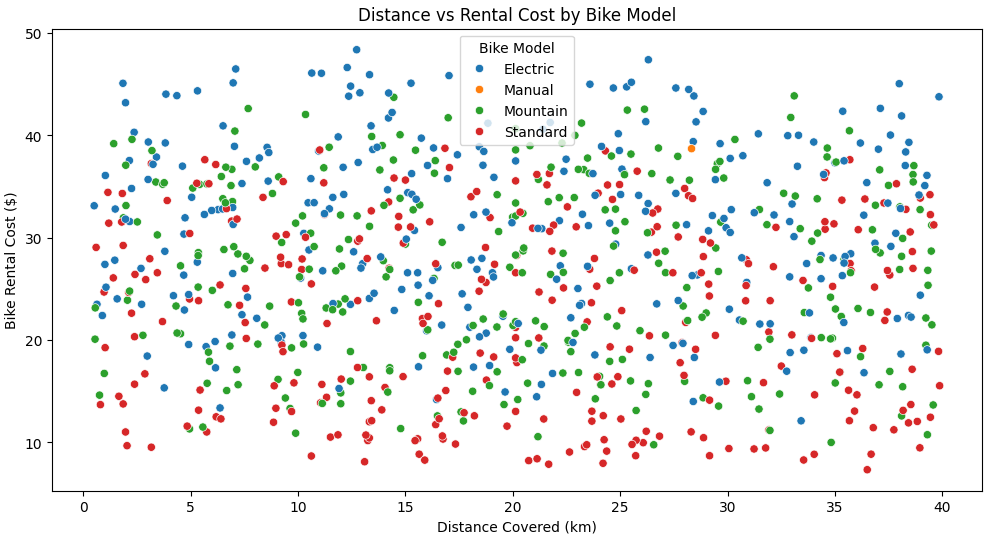 Distance vs Rental Cost by Bike Model
Bike Rental Cost ($)
50
40
30
20
10
Bike Model
Electric
Manual
Mountain
Standard
0 5 10 15 20 25 30 35 40
Distance Covered (km)